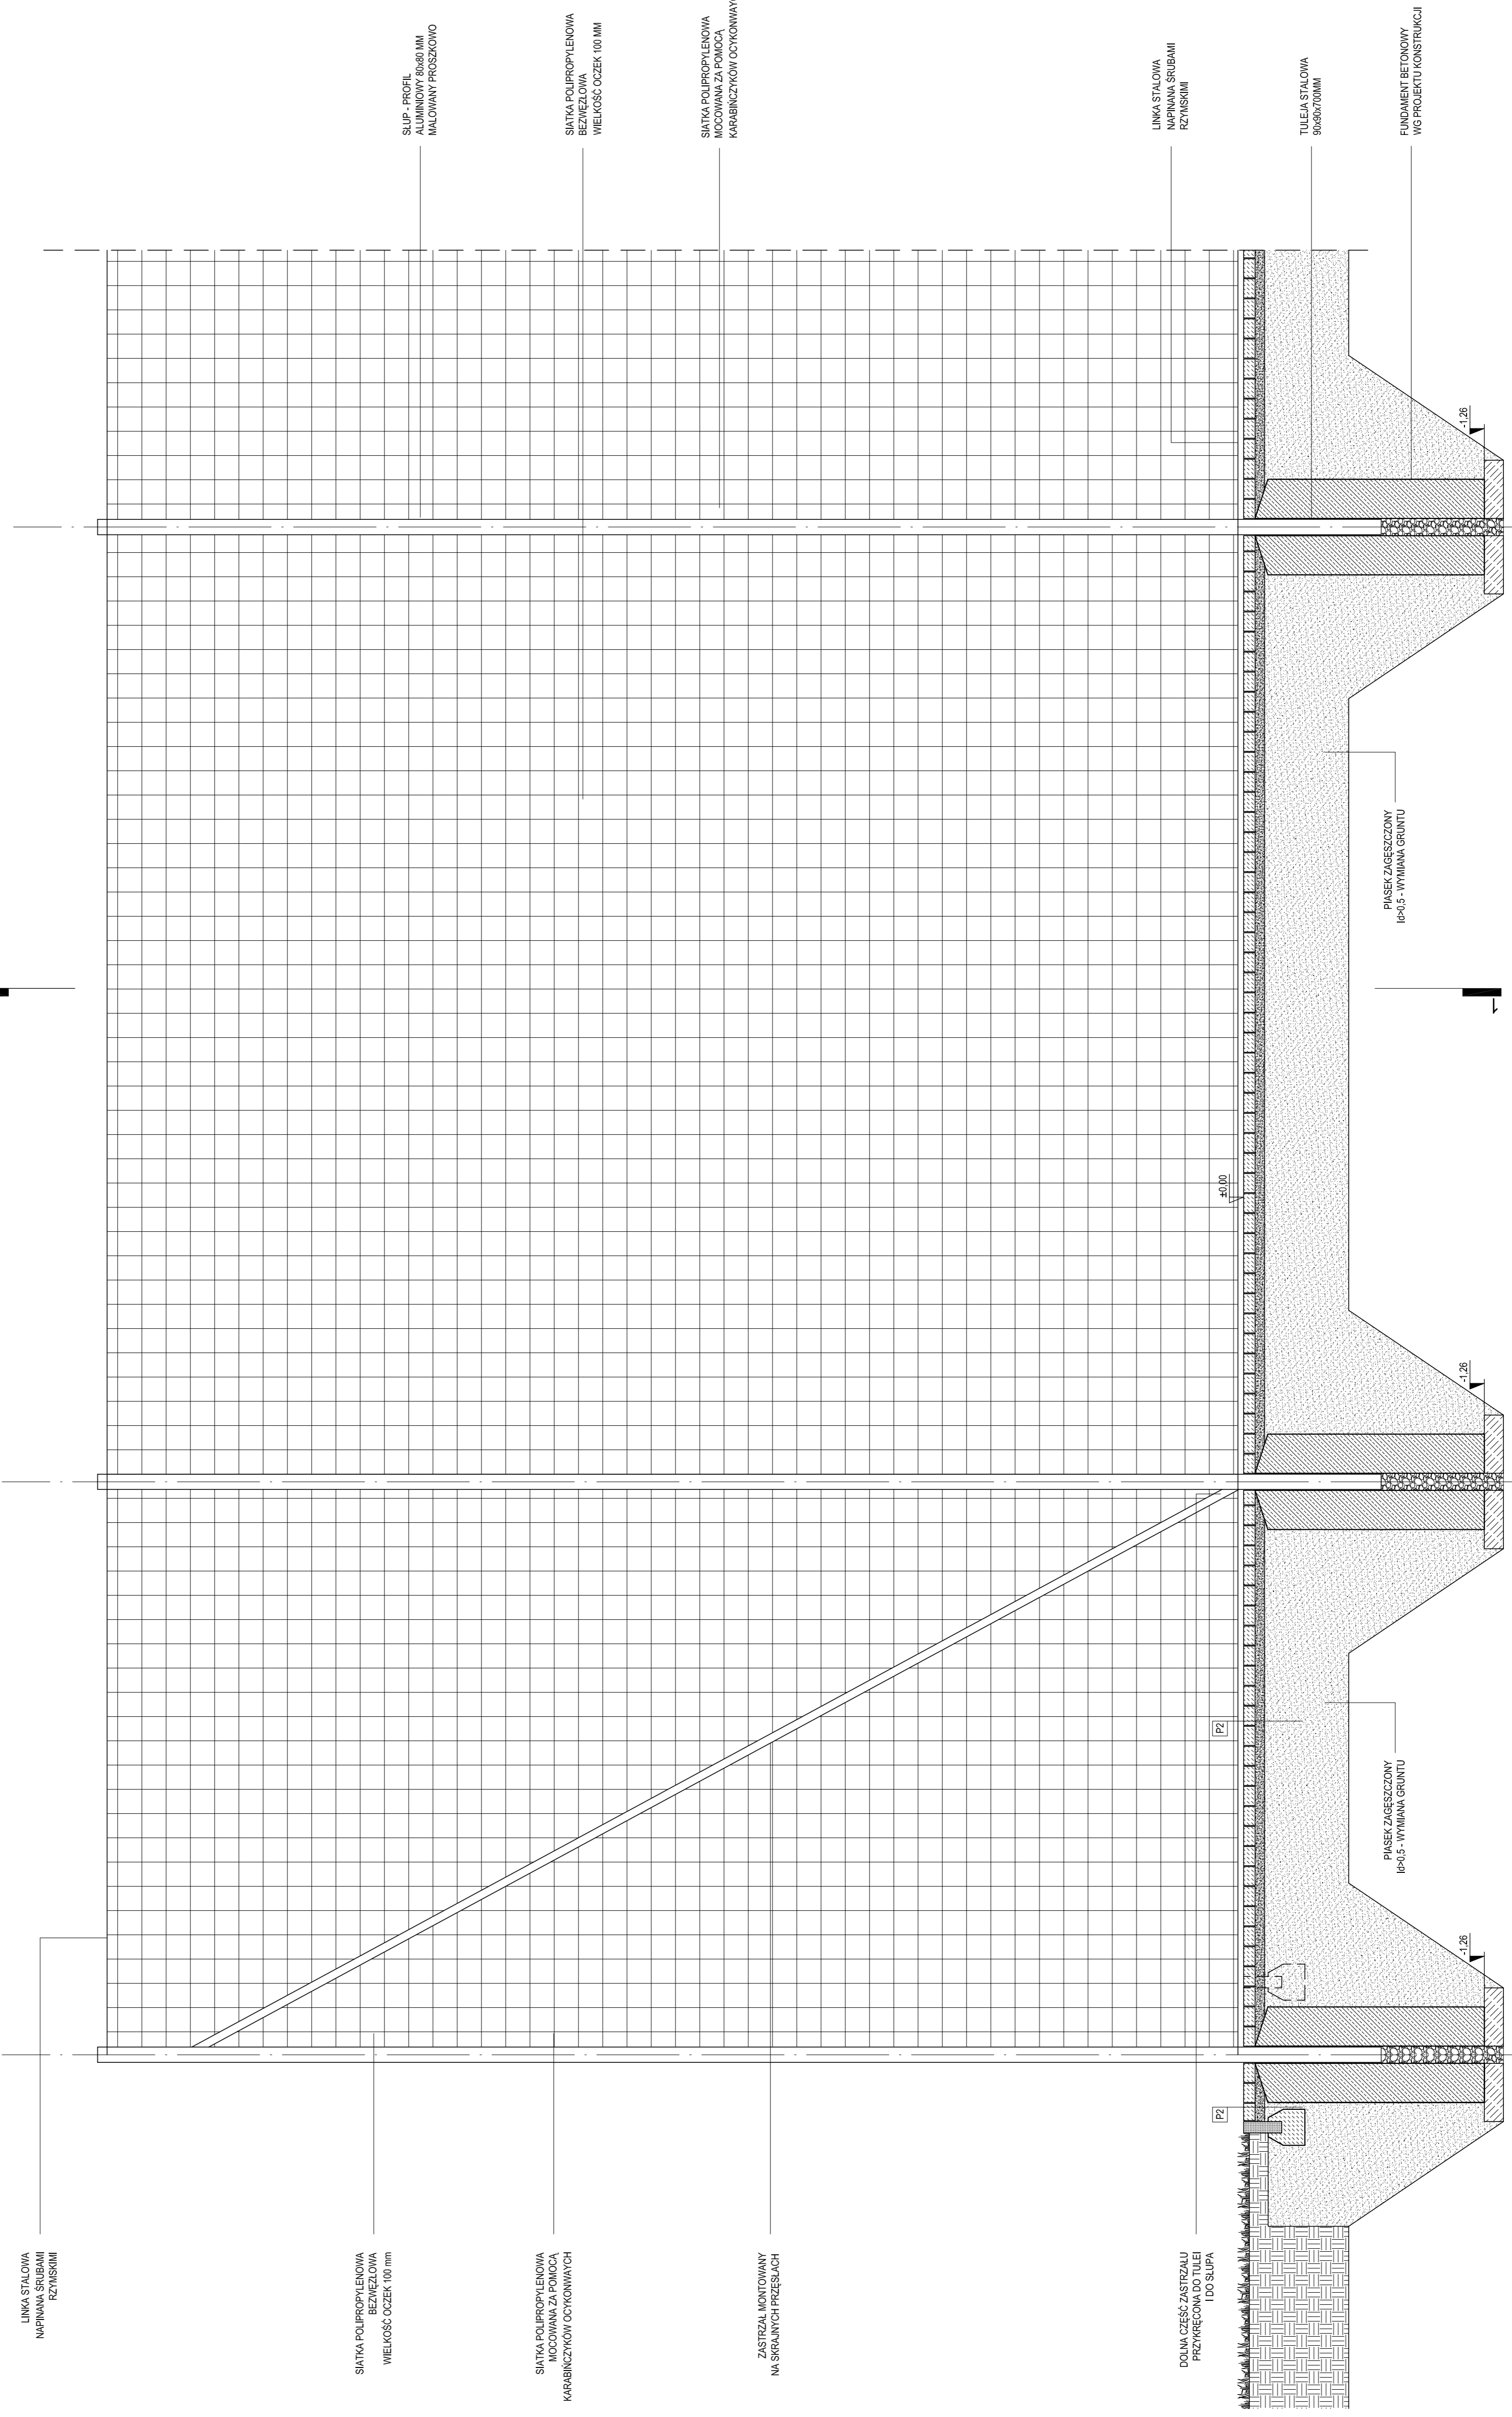 LINKA STALOWA
NAPINANA ŚRUBAMI
RZYMSKIMI
SIATKA POLIPROPYLENOWA
BEZWĘZŁOWA
WIELKOŚĆ OCZEK 100 mm
SIATKA POLIPROPYLENOWA
MOCOWANA ZA POMOCĄ
KARABIŃCZYKÓW OCYKONWAYCH
ZASTRZAŁ MONTOWANY
NA SKRAJNYCH PRZĘSŁACH
DOLNA CZĘŚĆ ZASTRZAŁU
PRZYKRĘCONA DO TULEI
I DO SŁUPA
SŁUP - PROFIL
ALUMINIOWY 80x80 MM
MALOWANY PROSZKOWO
SIATKA POLIPROPYLENOWA
BEZWĘZŁOWA
WIELKOŚĆ OCZEK 100 MM
SIATKA POLIPROPYLENOWA
MOCOWANA ZA POMOCĄ
LINKA STALOWA
NAPINANA ŚRUBAMI
RZYMSKIMI
TULEJA STALOWA
90x90x700MM
FUNDAMENT BETONOWY
WG PROJEKTU KONSTRUKCJI
P2
P2
±0,00
PIASEK ZAGĘSZCZONY
Id>0,5 - WYMIANA GRUNTU
PIASEK ZAGĘSZCZONY
Id>0,5 - WYMIANA GRUNTU
-1,26
-1,26
-1,26